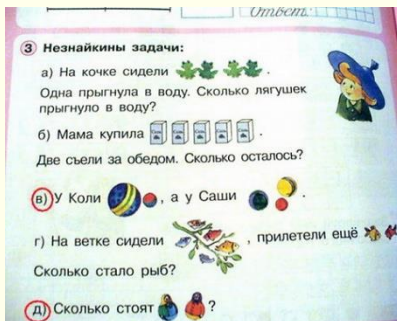 Ответ:
3 Незнайкины задачи:
а) На кочке сидели .
Одна прыгнула в воду. Сколько лягушек
прыгнуло в воду?
б) Мама купила .
Две съели за обедом. Сколько осталось?
в) У Коли , а у Саши .
г) На ветке сидели , прилетели ещё
Сколько стало рыб?
д) Сколько стоят ?